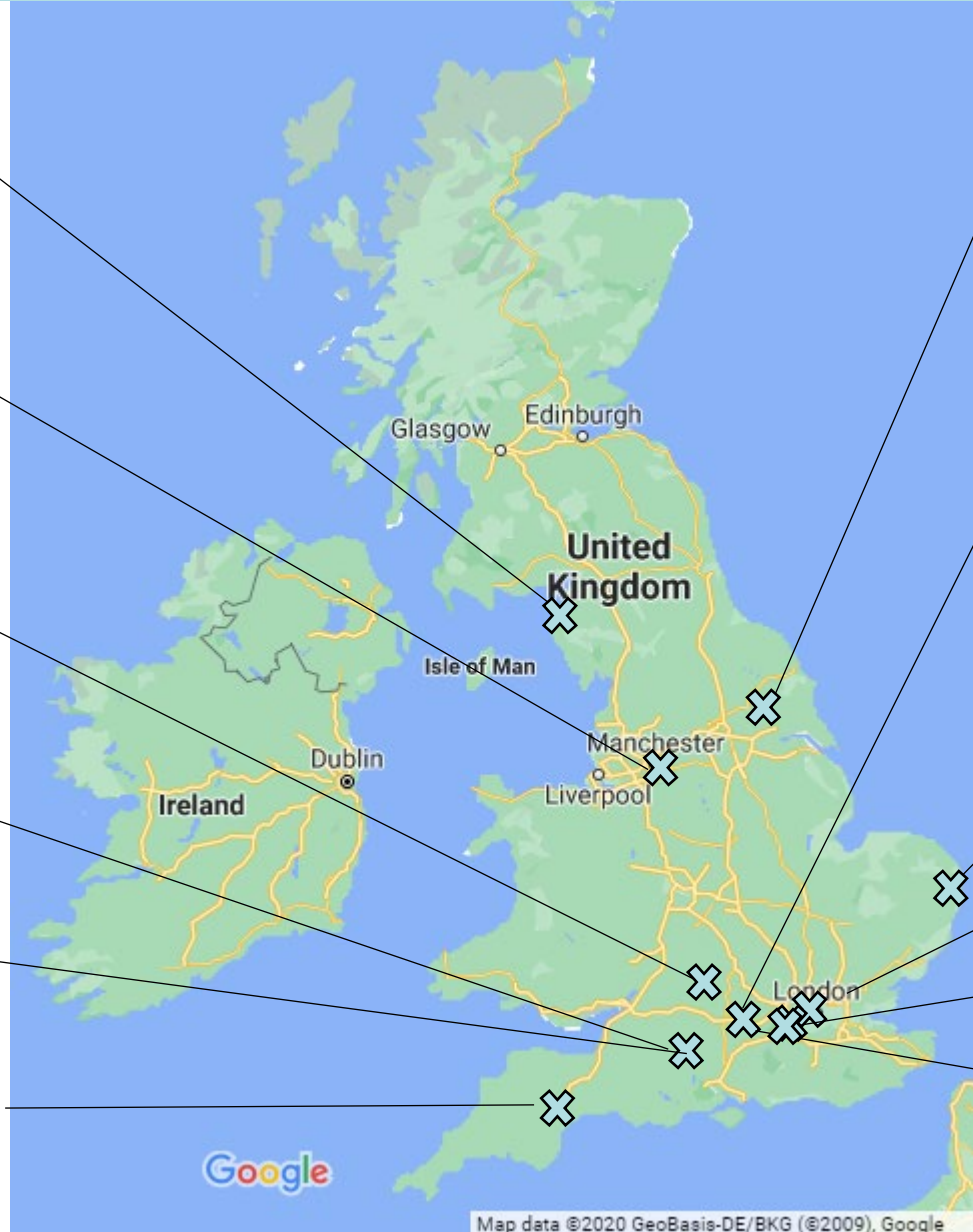 Glasgow
Edinburgh
United
Kingdom
Isle of Man
Manchester
Dublin
Ireland
Liverpool
London
Google
Map data ©2020 GeoBasis-DE/BKG (©2009), Google